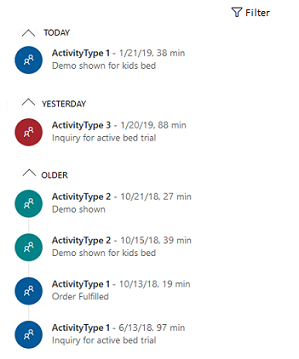 Filter
TODAY
ActivityType 1 - 1/21/19, 38 min
Demo shown for kids bed
YESTERDAY
ActivityType 3 - 1/20/19, 88 min
Inquiry for active bed trial
OLDER
ActivityType 2 - 10/21/18, 27 min
Demo shown
ActivityType 2 - 10/15/18, 39 min
Demo shown for kids bed
ActivityType 1 - 10/13/18, 19 min
Order Fulfilled
ActivityType 1 - 6/13/18. 97 min
Inquiry for active bed trial